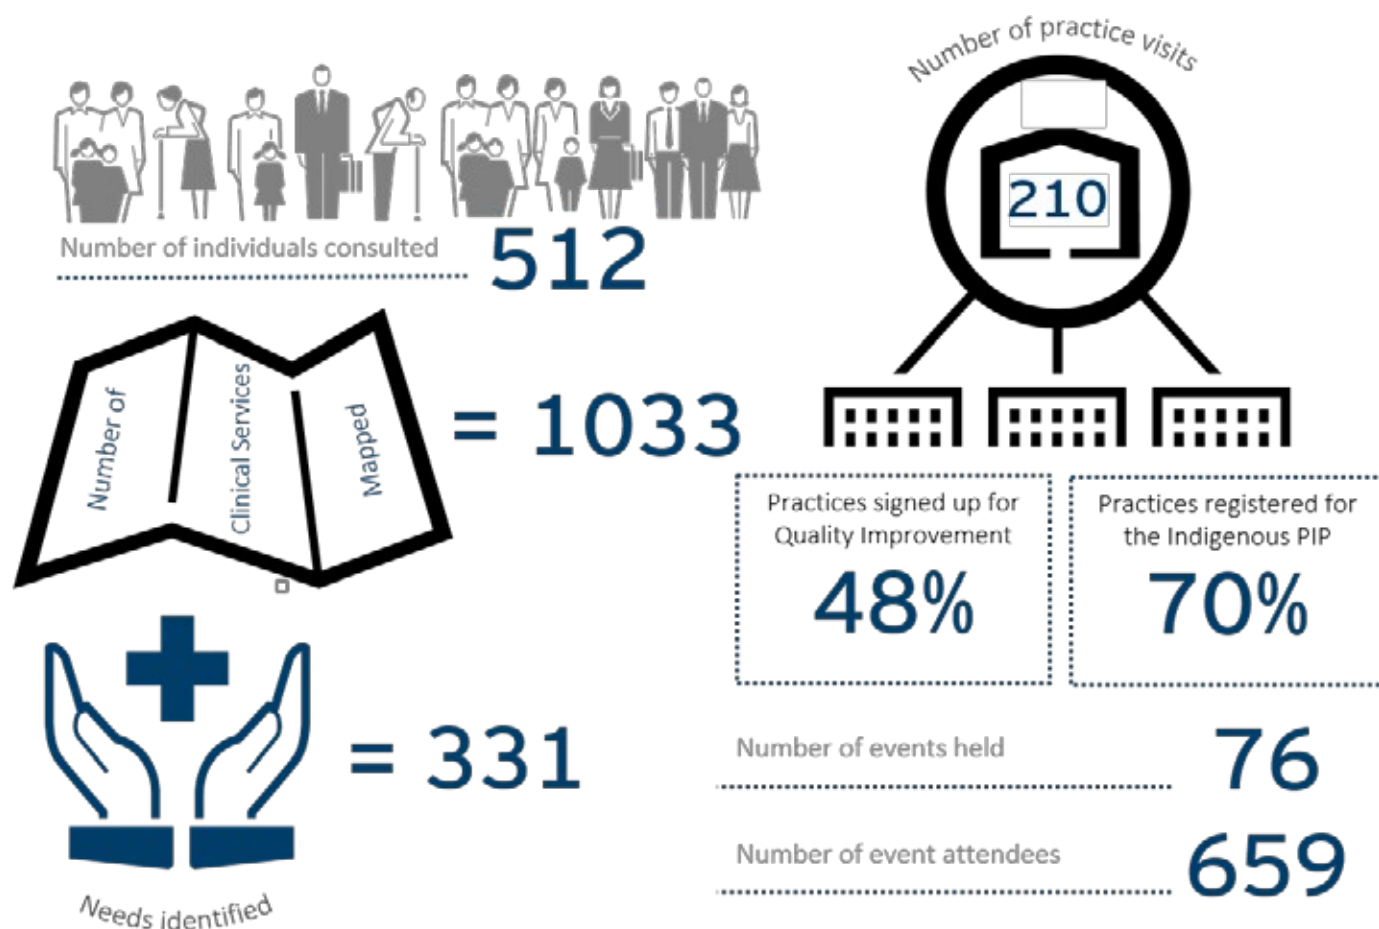 Number of individuals consulted 512
Number of
Clinical Services
Mapped
= 1033
= 331
Needs identified
Number of practice visits
210
Practices signed up for
Quality Improvement
48%
Practices registered for
the Indigenous PIP
70%
Number of events held 76
Number of event attendees 659